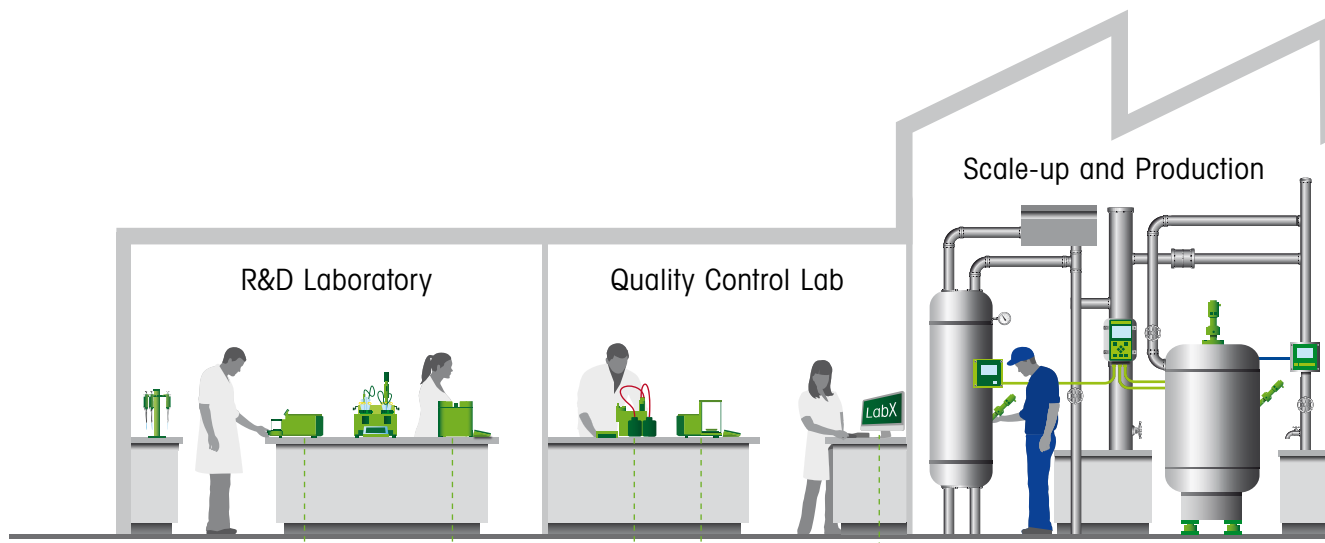 Scale-up and Production
R&D Laboratory
Quality Control Lab
LabX